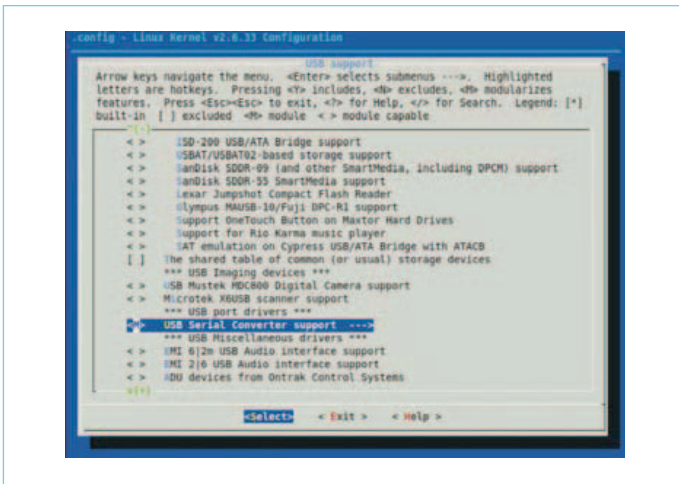 .config - Linux Kernel v2.6.33 Configuration
USB support
Arrow keys navigate the menu. <Enter> selects submenus --->. Highlighted
letters are hotkeys. Pressing <Y> includes, <N> excludes, <M> modularizes
features. Press <Esc><Esc> to exit, <?> for Help, </> for Search. Legend: [*]
built-in [ ] excluded <M> module < > module capable
^(-)
< > ISD-200 USB/ATA Bridge support
< > USBAT/USBAT02-based storage support
< > SanDisk SDDR-09 (and other SmartMedia, including DPCM) support
< > SanDisk SDDR-55 SmartMedia support
< > Lexar Jumpshot Compact Flash Reader
< > Olympus MAUSB-10/Fuji DPC-R1 support
< > Support OneTouch Button on Maxtor Hard Drives
< > Support for Rio Karma music player
< > SAT emulation on Cypress USB/ATA Bridge with ATACB
[ ] The shared table of common (or usual) storage devices
*** USB Imaging devices ***
< > USB Mustek MDC800 Digital Camera support
< > Microtek X6USB scanner support
*** USB port drivers ***
<M> USB Serial Converter support --->
*** USB Miscellaneous drivers ***
< > EMI 6|2m USB Audio interface support
< > EMI 2|6 USB Audio interface support
< > ADU devices from Ontrak Control Systems
v(+)
<Select> < Exit > < Help >